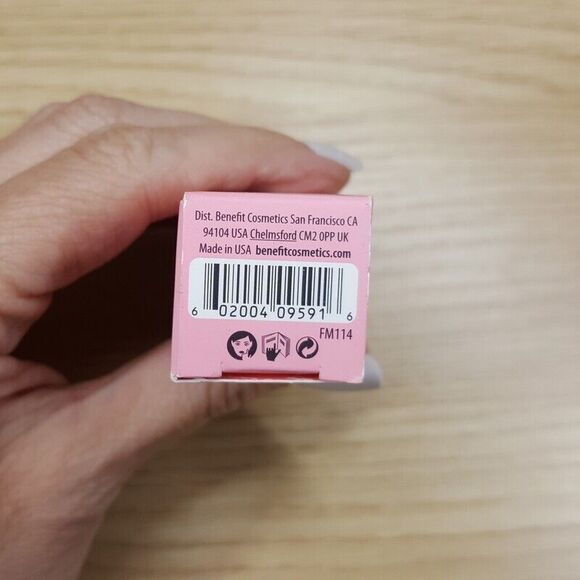 Dist. Benefit Cosmetics San Francisco CA
94104 USA Chelmsford CM2 0PP UK
Made in USA benefitcosmetics.com
6 02004 09591 6
FM114